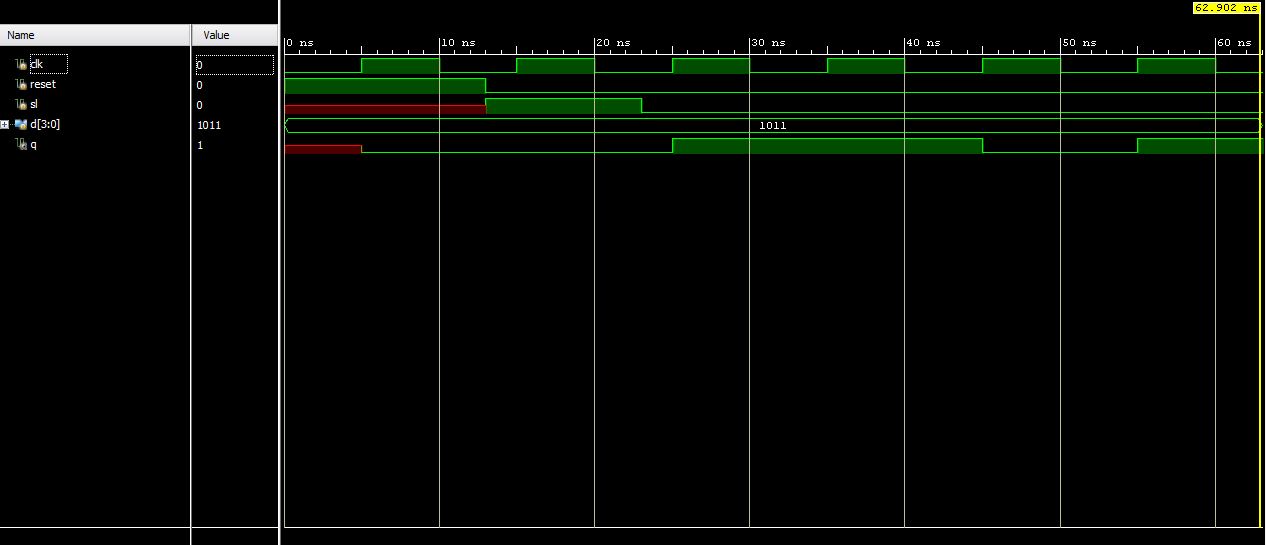 62.902 ns
Name Value
0 ns 10 ns 20 ns 30 ns 40 ns 50 ns 60 ns
clk 0
reset 0
sl 0
d[3:0] 1011 1011
q 1